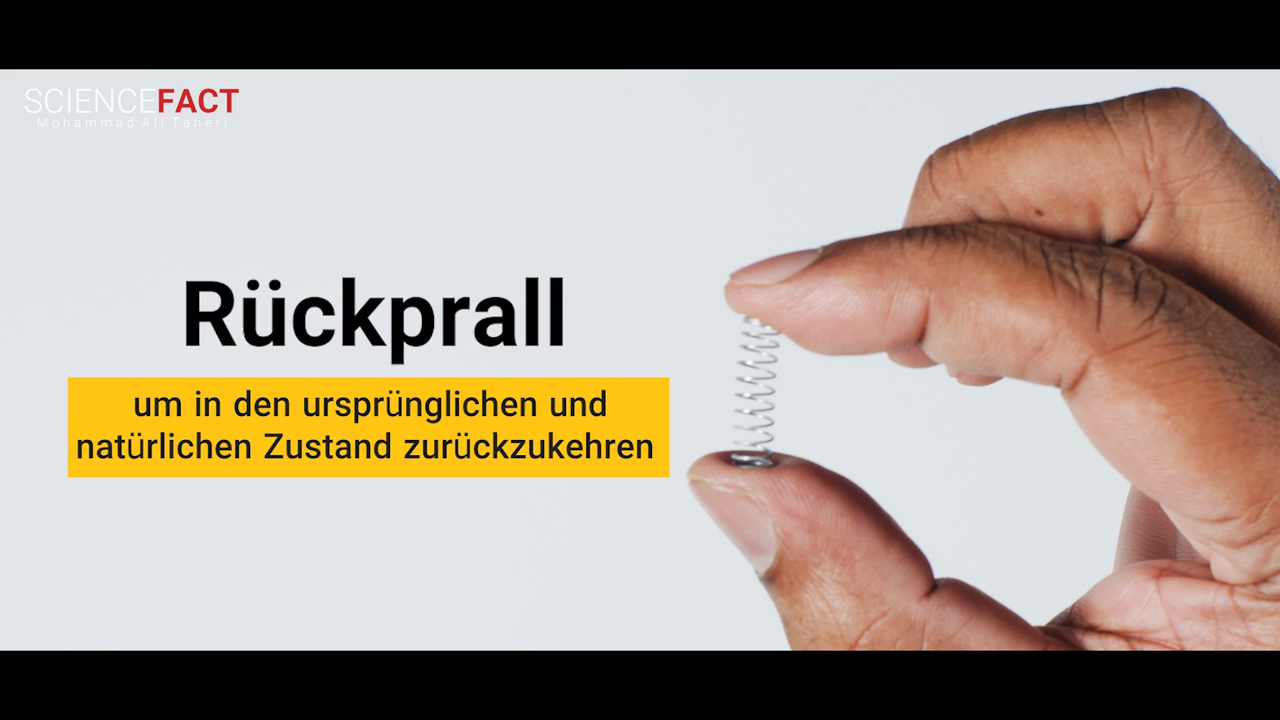 SCIENCEFACT
Mohammad Ali Taheri
Rückprall
um in den ursprünglichen und
natürlichen Zustand zurückzukehren